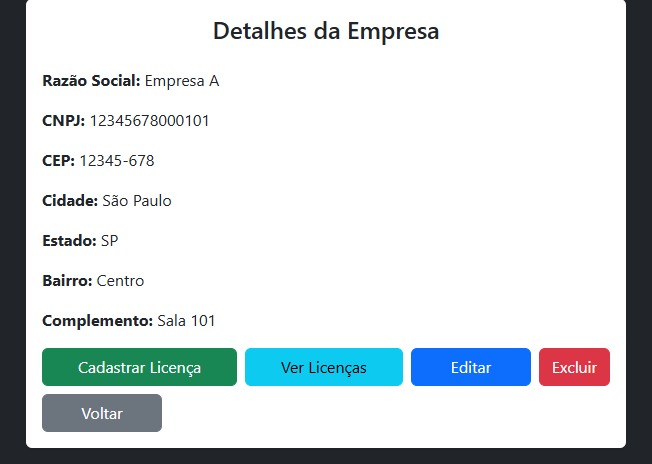 Detalhes da Empresa
Razão Social: Empresa A
CNPJ: 12345678000101
CEP: 12345-678
Cidade: São Paulo
Estado: SP
Bairro: Centro
Complemento: Sala 101
Cadastrar Licença Ver Licenças Editar Excluir
Voltar